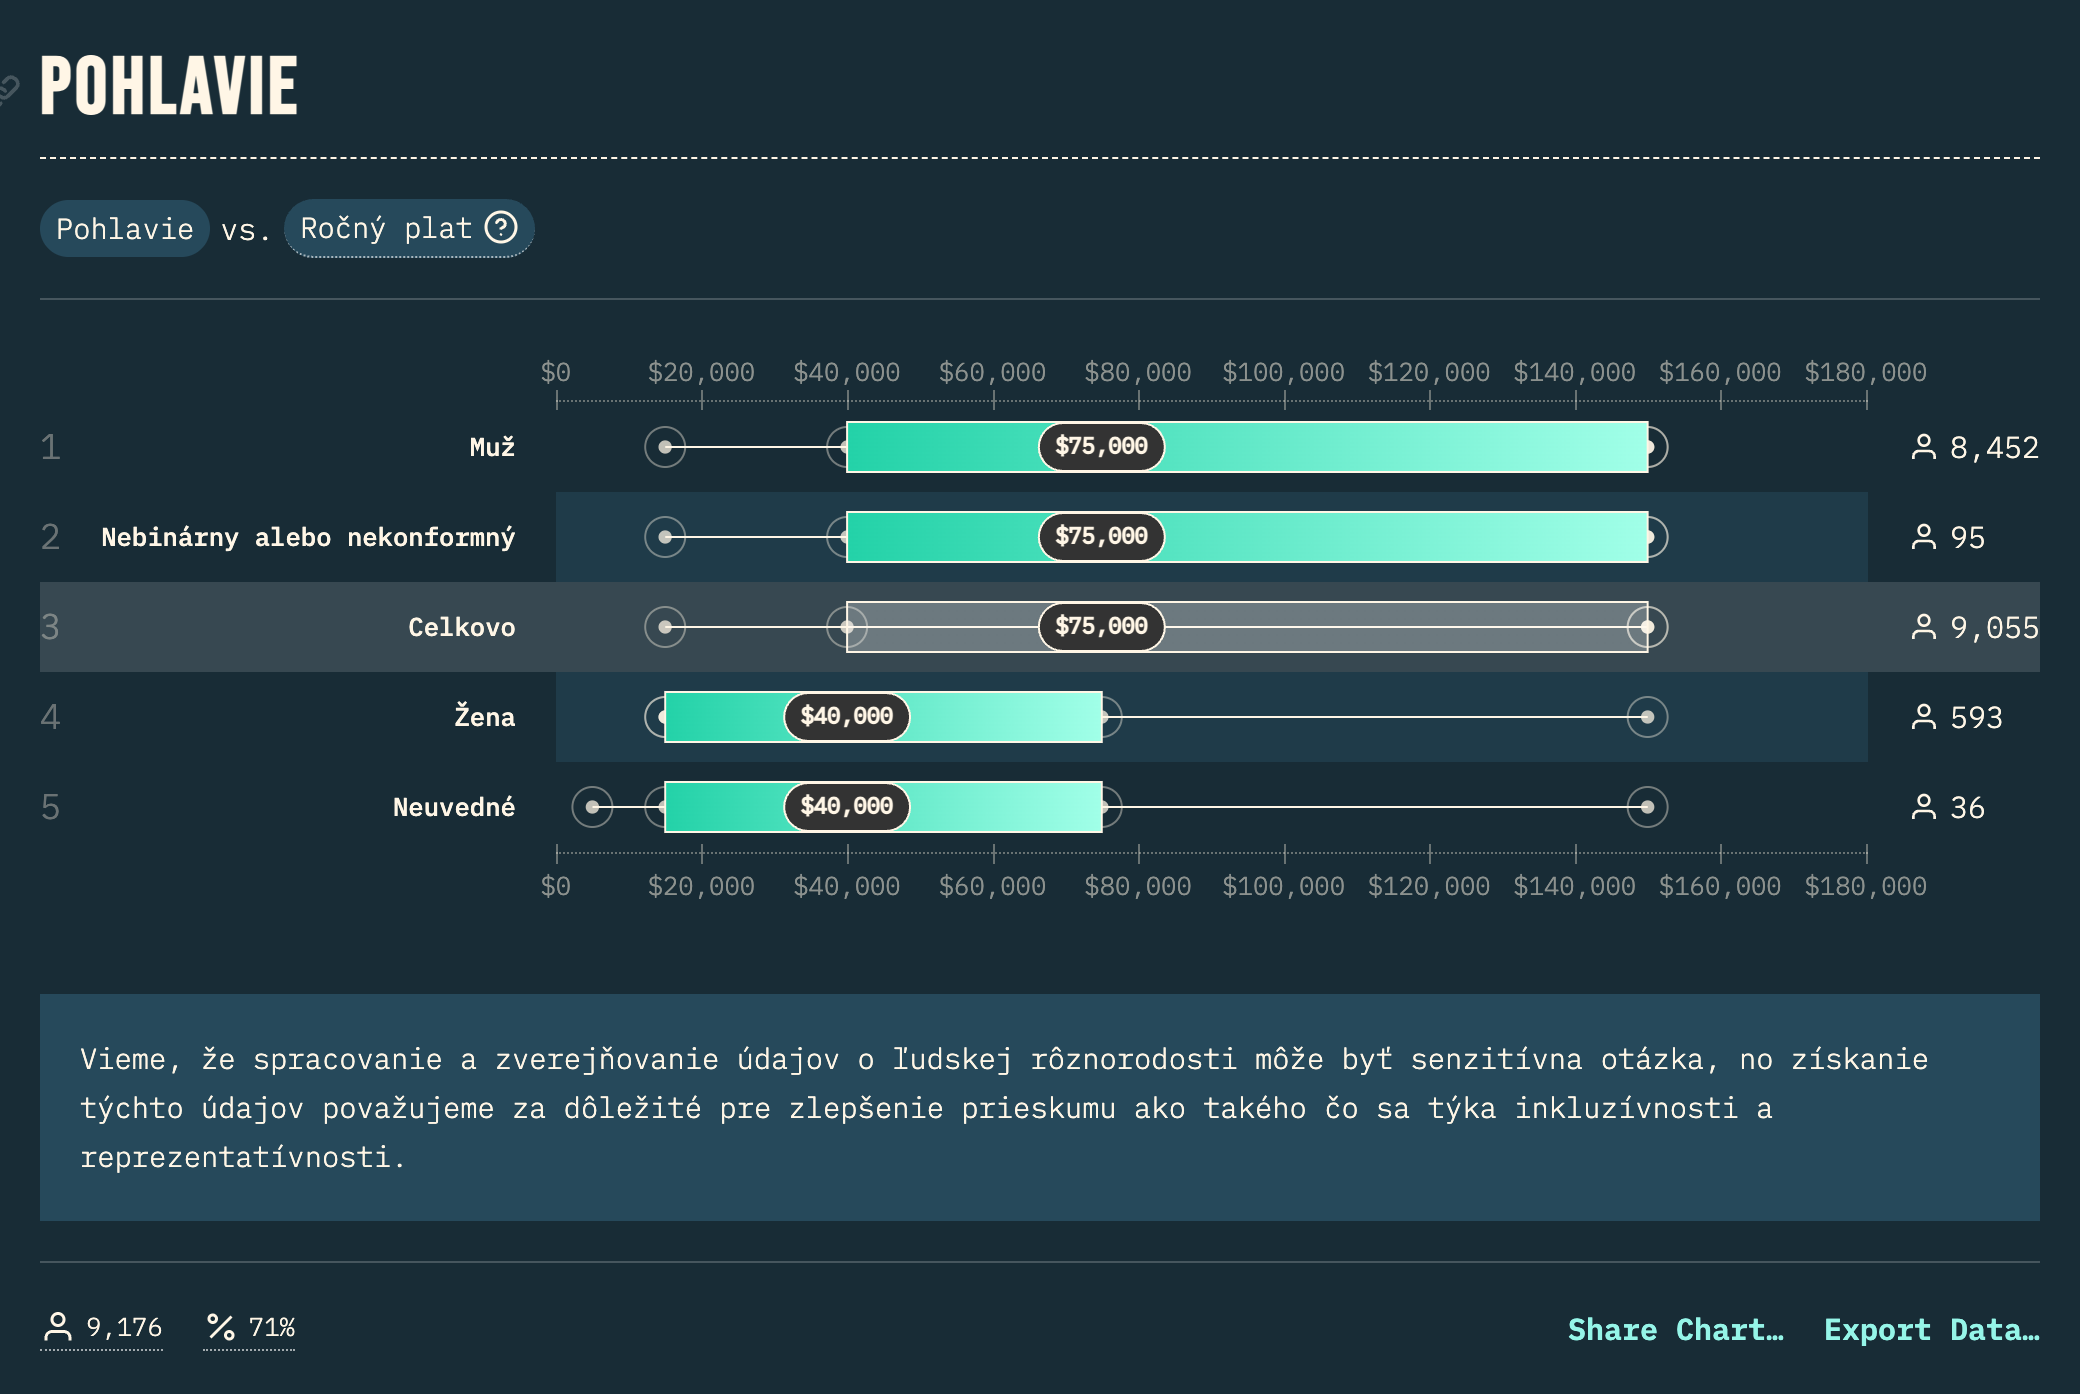 POHLAVIE
Pohlavie vs. Ročný plat
$0 $20,000 $40,000 $60,000 $80,000 $100,000 $120,000 $140,000 $160,000 $180,000
1 Muž $75,000 8,452
2 Nebinárny alebo nekonformný $75,000 95
3 Celkovo $75,000 9,055
4 Žena $40,000 593
5 Neuvedné $40,000 36
$0 $20,000 $40,000 $60,000 $80,000 $100,000 $120,000 $140,000 $160,000 $180,000
Vieme, že spracovanie a zverejňovanie údajov o ľudskej rôznorodosti môže byť senzitívna otázka, no získanie
týchto údajov považujeme za dôležité pre zlepšenie prieskumu ako takého čo sa týka inkluzívnosti a
reprezentatívnosti.
9,176 71% Share Chart… Export Data…